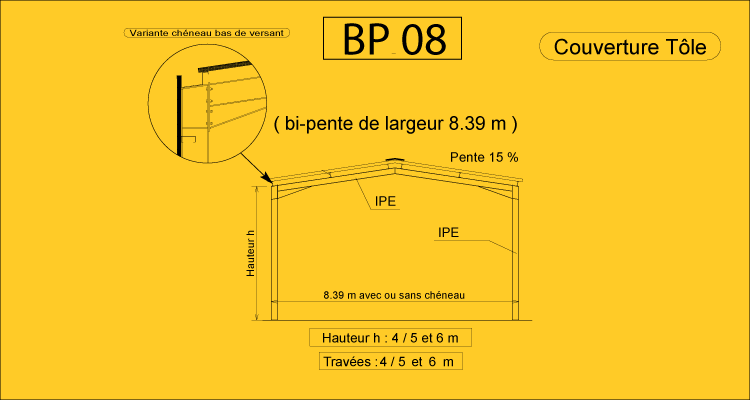 Variante chéneau bas de versant
BP 08
Couverture Tôle
( bi-pente de largeur 8.39 m )
Pente 15 %
IPE
IPE
Hauteur h
8.39 m avec ou sans chéneau
Hauteur h : 4 / 5 et 6 m
Travées : 4 / 5 et 6 m